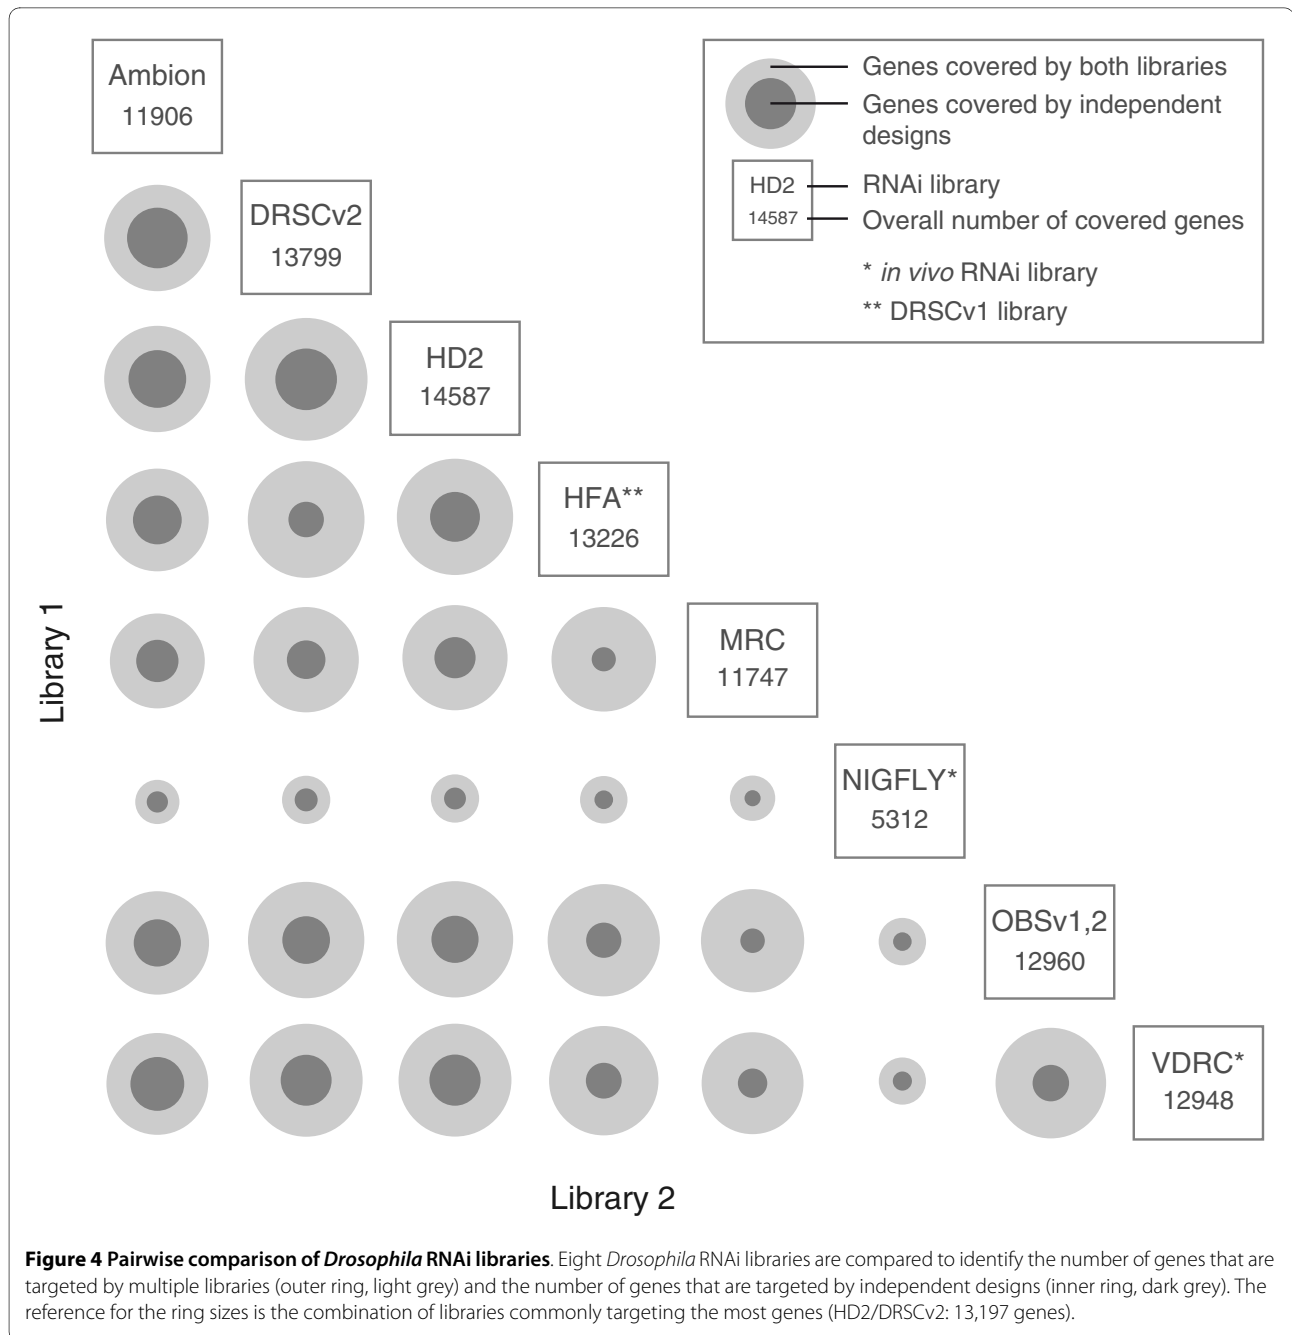 Ambion
11906
Genes covered by both libraries
Genes covered by independent
designs
HD2
RNAi library
14587
Overall number of covered genes
* in vivo RNAi library
** DRSCv1 library
DRSCv2
13799
HD2
14587
HFA**
13226
MRC
11747
NIGFLY*
5312
OBSv1,2
12960
VDRC*
12948
Library 1
Library 2
Figure 4 Pairwise comparison of Drosophila RNAi libraries. Eight Drosophila RNAi libraries are compared to identify the number of genes that are
targeted by multiple libraries (outer ring, light grey) and the number of genes that are targeted by independent designs (inner ring, dark grey). The
reference for the ring sizes is the combination of libraries commonly targeting the most genes (HD2/DRSCv2: 13,197 genes).